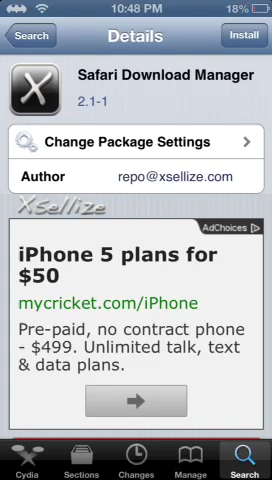 10:48 PM
18%
Search
Details
Install
Safari Download Manager
2.1-1
Change Package Settings
Author
repo@xsellize.com
XSellize
AdChoices
iPhone 5 plans for
$50
mycricket.com/iPhone
Pre-paid, no contract phone
- $499. Unlimited talk, text
& data plans.
Cydia
Sections
Changes
Manage
Search